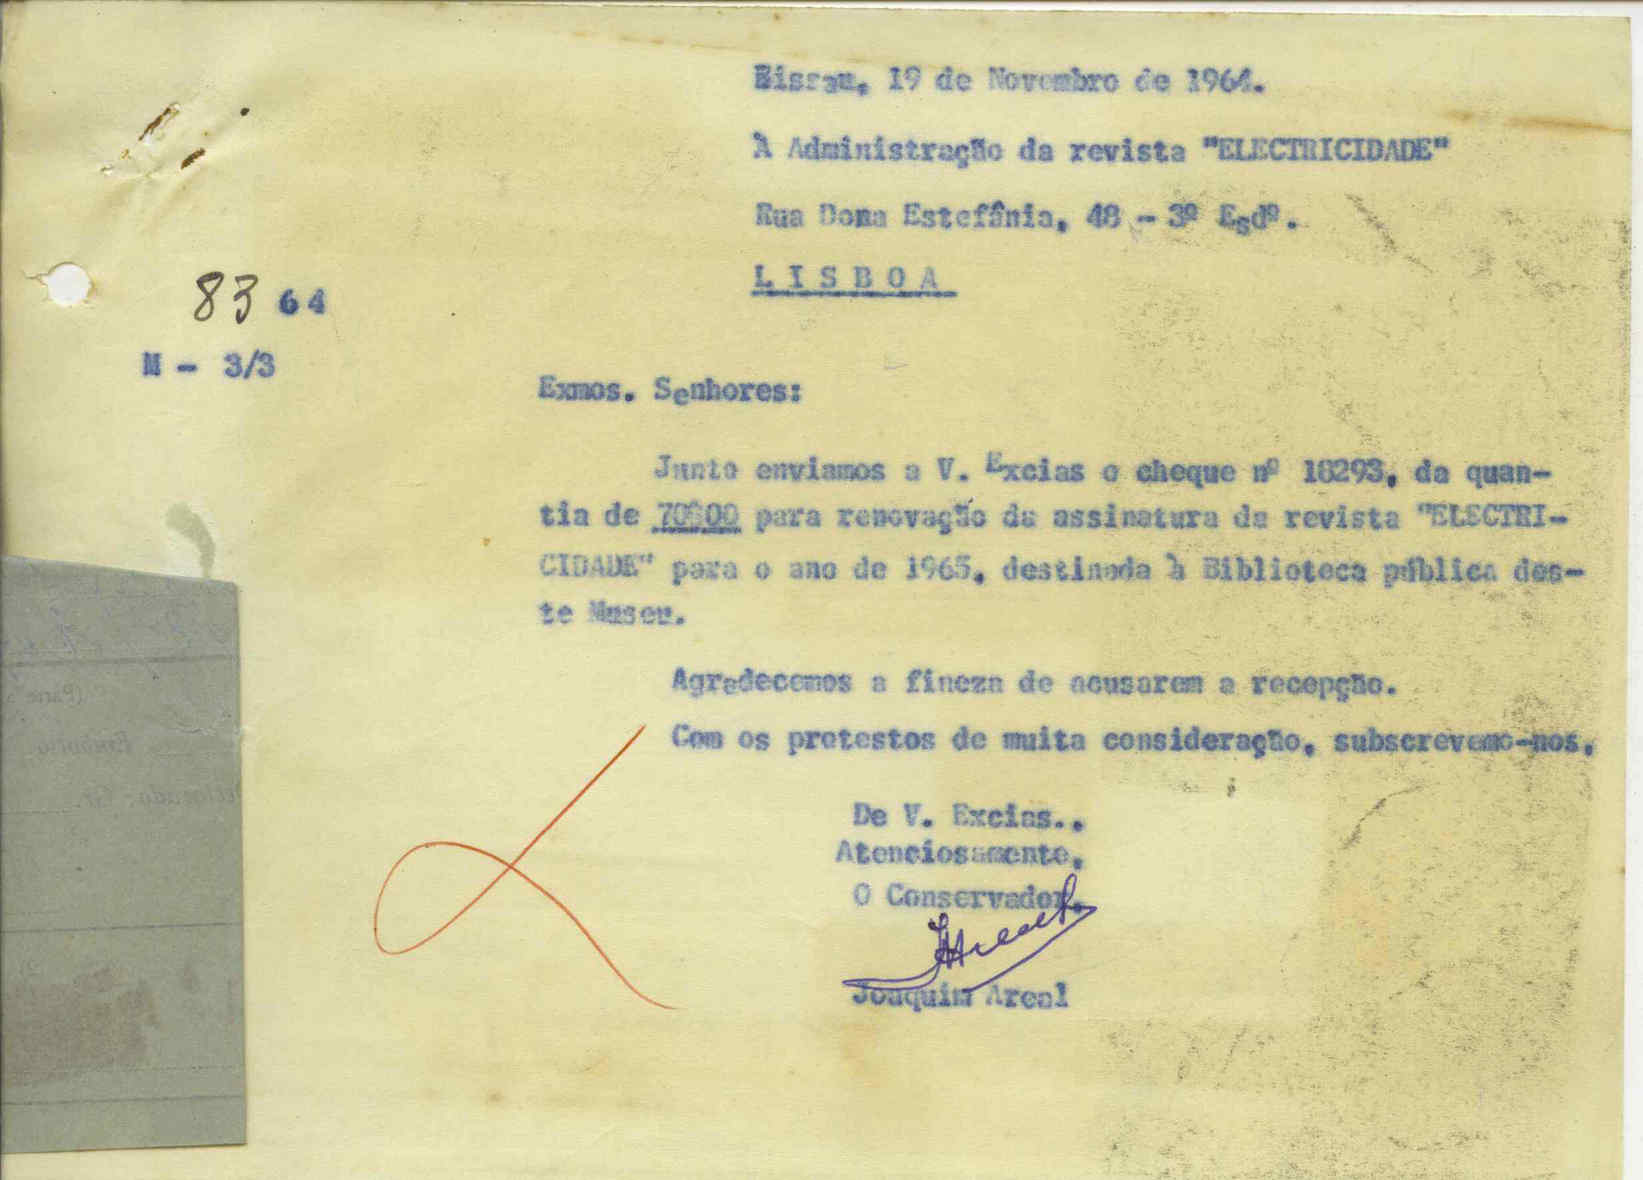 Bissau, 19 de Novembro de 1964.
À Administração da revista "ELECTRICIDADE"
Rua Dona Estefânia, 48 - 3º Esdº.
LISBOA
83 64
M - 3/3
Exmos. Senhores:
Junto enviamos a V. Excias o cheque nº 18293, da quan-
tia de 70$00 para renovação da assinatura da revista "ELECTRI-
CIDADE" para o ano de 1965, destinada à Biblioteca pública des-
te Museu.
Agradecemos a fineza de acusarem a recepção.
Com os protestos de muita consideração, subscrevemo-nos,
De V. Excias..
Atenciosamente,
O Conservador,
JAreal
Joaquim Areal